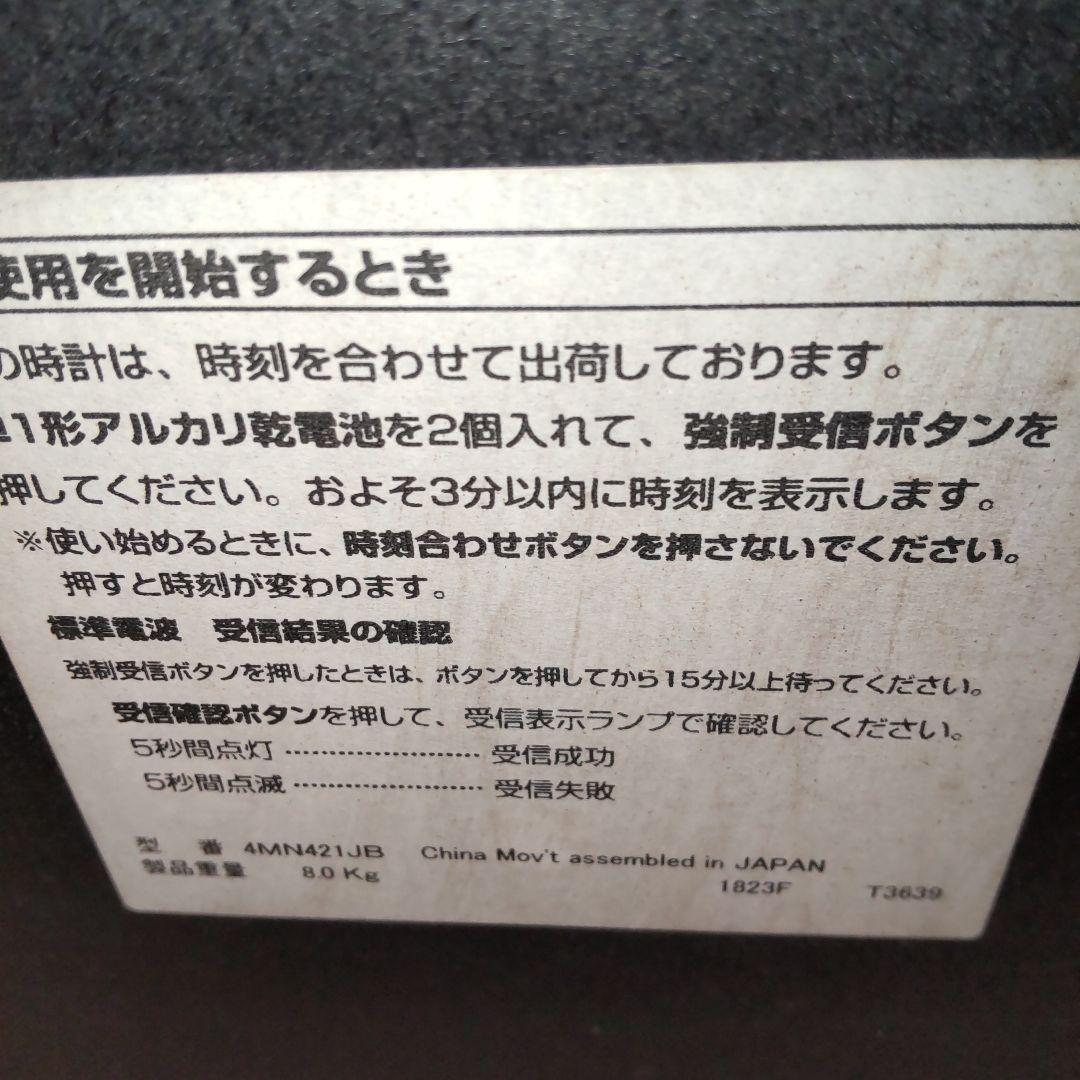 使用を開始するとき
の時計は、時刻を合わせて出荷しております。
単1形アルカリ乾電池を2個入れて、強制受信ボタンを
押してください。およそ3分以内に時刻を表示します。
※使い始めるときに、時刻合わせボタンを押さないでください。
押すと時刻が変わります。
標準電波 受信結果の確認
強制受信ボタンを押したときは、ボタンを押してから15分以上待ってください。
受信確認ボタンを押して、受信表示ランプで確認してください。
5秒間点灯 ························ 受信成功
5秒間点滅 ························ 受信失敗
型 番 4MN421JB China Mov't assembled in JAPAN
製品重量 8.0 Kg 1823F T3639